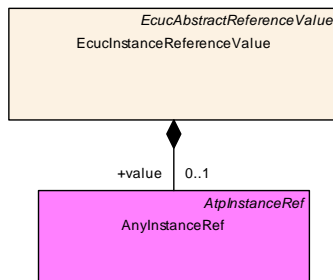 EcucAbstractReferenceValue
EcucInstanceReferenceValue
+value 0..1
AtpInstanceRef
AnyInstanceRef